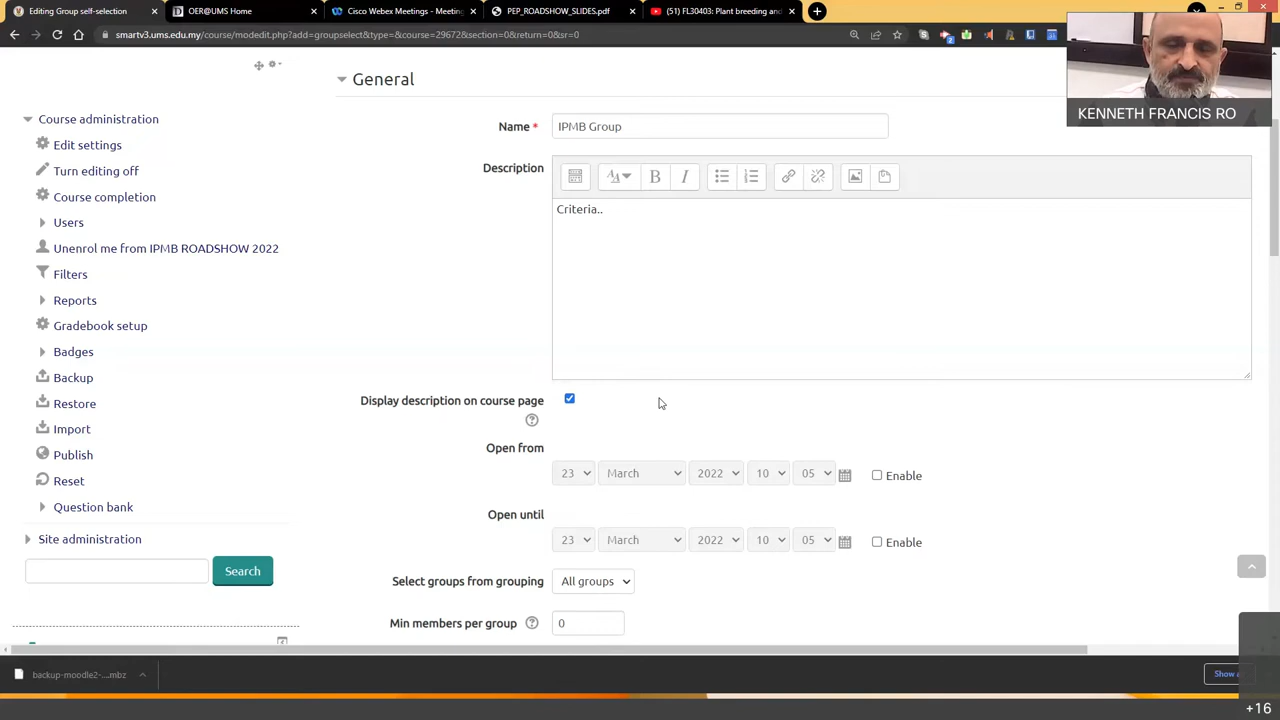 Editing Group self-selection
OER@UMS Home
Cisco Webex Meetings - Meeting
PEP_ROADSHOW_SLIDES.pdf
(51) FL30403: Plant breeding and
smartv3.ums.edu.my/course/modedit.php?add=groupselect&type=&course=29672&section=0&return=0&sr=0
General
KENNETH FRANCIS RO
Course administration
Name * IPMB Group
Edit settings
Description
Turn editing off
Course completion
Criteria..
Users
Unenrol me from IPMB ROADSHOW 2022
Filters
Reports
Gradebook setup
Badges
Backup
Display description on course page
Restore
Import
Open from
Publish
23 March 2022 10 05 Enable
Reset
Question bank
Open until
Site administration
23 March 2022 10 05 Enable
Search
Select groups from grouping All groups
Min members per group 0
backup-moodle2-....mbz
Show a
+16